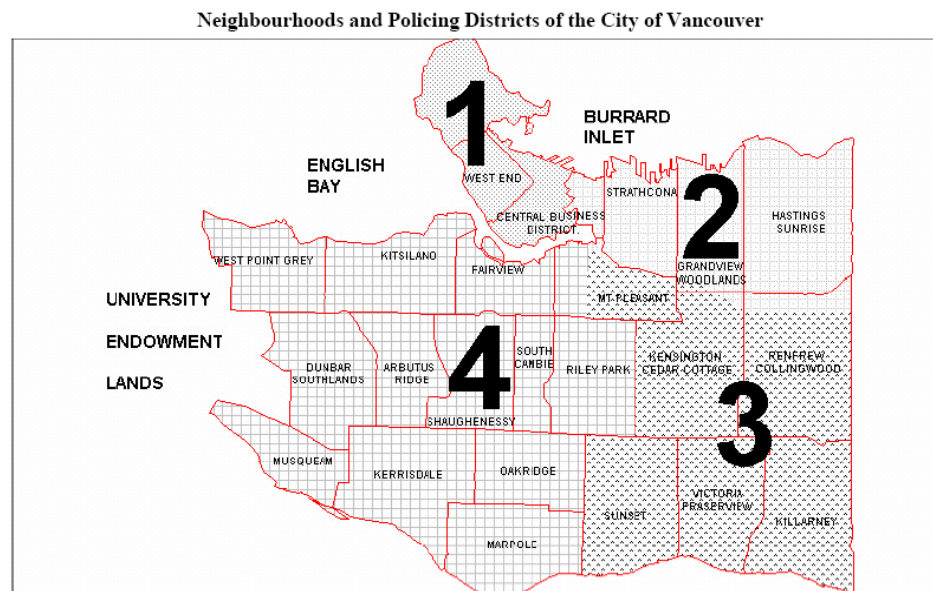 Neighbourhoods and Policing Districts of the City of Vancouver
1
BURRARD
INLET
ENGLISH
BAY
WEST END
STRATHCONA
2
CENTRAL BUSINESS
DISTRICT
HASTINGS
SUNRISE
WEST POINT GREY
KITSILANO
FAIRVIEW
GRANDVIEW
WOODLANDS
UNIVERSITY
ENDOWMENT
LANDS
MT PLEASANT
DUNBAR
SOUTHLANDS
ARBUTUS
RIDGE
4
SHAUGHENESSY
SOUTH
CAMBIE
RILEY PARK
KENSINGTON
CEDAR COTTAGE
RENFREW
COLLINGWOOD
3
MUSQUEAM
KERRISDALE
OAKRIDGE
SUNSET
VICTORIA
FRASERVIEW
KILLARNEY
MARPOLE